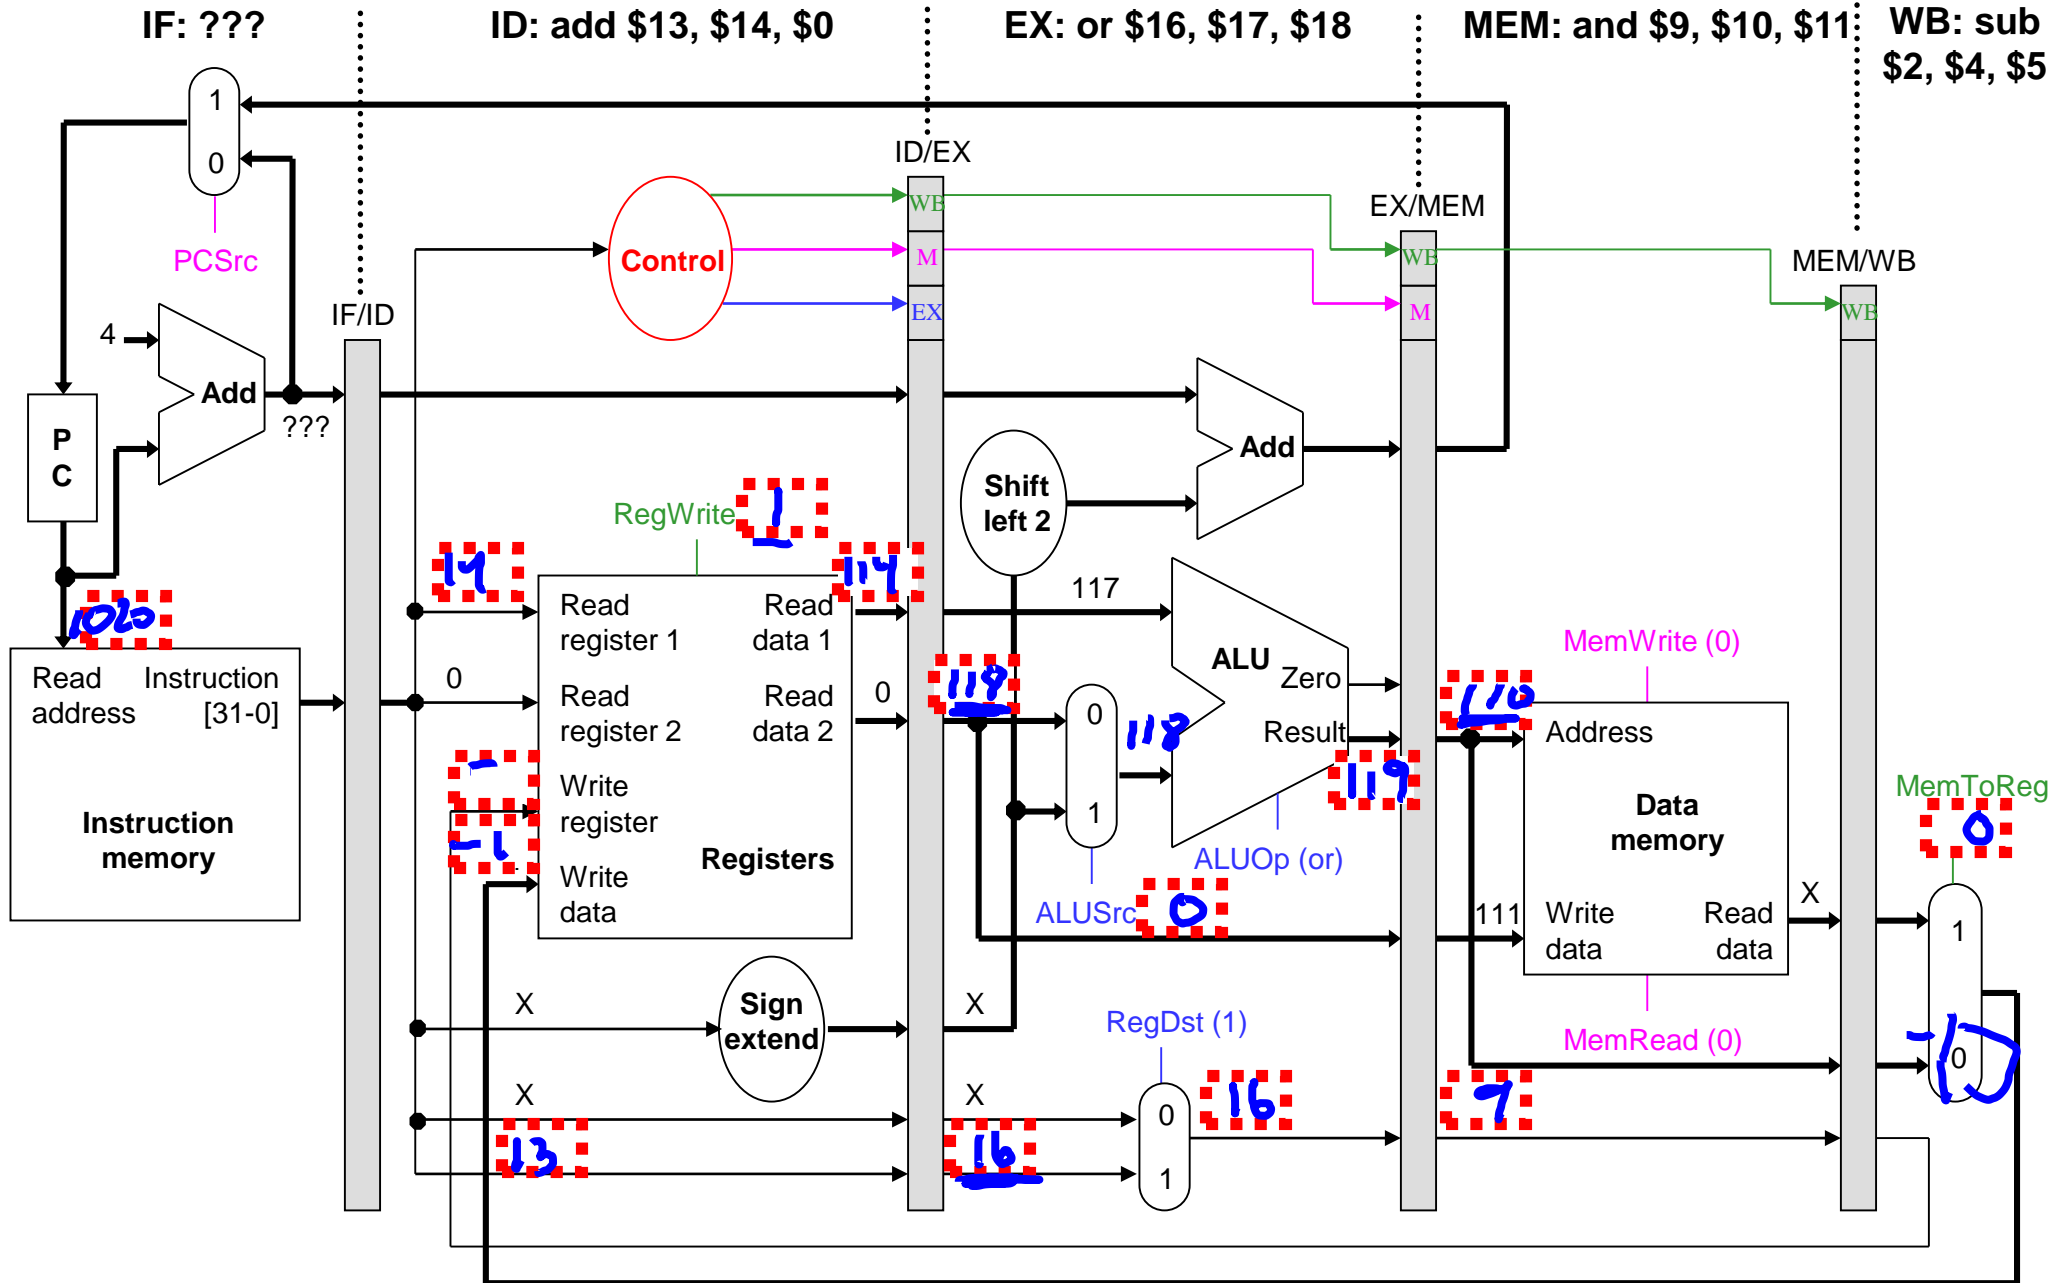 IF: ???
ID: add $13, $14, $0
EX: or $16, $17, $18
MEM: and $9, $10, $11
WB: sub
$2, $4, $5
1
0
PCSrc
ID/EX
WB
M
EX
Control
EX/MEM
WB
M
MEM/WB
WB
IF/ID
4
Add
???
P
C
Add
Shift
left 2
RegWrite
1
14
114
117
1020
Read
address
Instruction
[31-0]
Instruction
memory
0
Read
register 1
Read
data 1
Read
register 2
Read
data 2
0
Write
register
Write
data
Registers
-1
118
0
1
118
ALU
Zero
Result
119
ALUOp (or)
ALUSrc
0
MemWrite (0)
110
Address
Data
memory
111
Write
data
Read
data
X
MemRead (0)
MemToReg
0
1
0
-1
X
Sign
extend
X
RegDst (1)
X
X
0
1
13
16
16
9